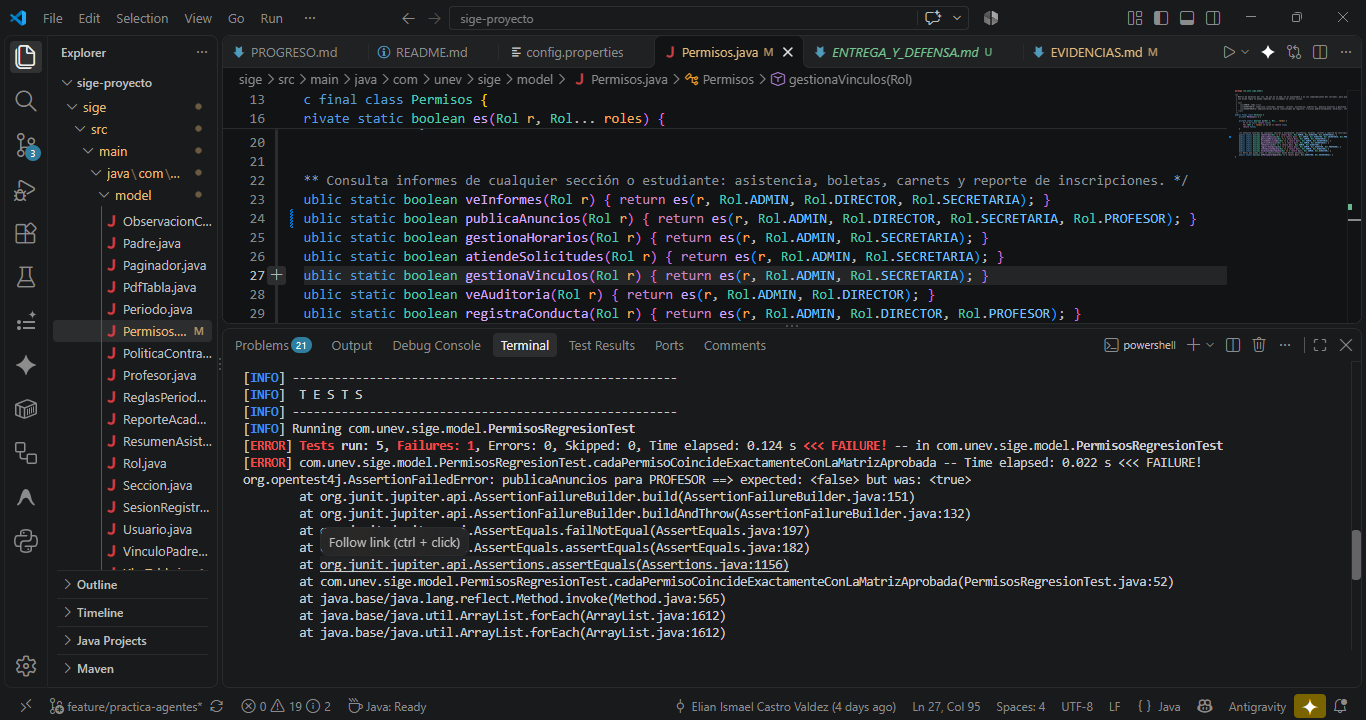 File Edit Selection View Go Run ··· sige-proyecto
Explorer ···
PROGRESO.md README.md config.properties Permisos.java M ENTREGA_Y_DEFENSA.md U EVIDENCIAS.md M
sige > src > main > java > com > unev > sige > model > Permisos.java > Permisos > gestionaVinculos(Rol)
sige-proyecto
sige
src
main
java\com\...
model
ObservacionC...
Padre.java
Paginador.java
PdfTabla.java
Periodo.java
Permisos.... M
PoliticaContra...
Profesor.java
ReglasPeriod...
ReporteAcad...
ResumenAsist...
Rol.java
Seccion.java
SesionRegistr...
Usuario.java
VinculoPadre...
Outline
Timeline
Java Projects
Maven
3
13 c final class Permisos {
16 rivate static boolean es(Rol r, Rol... roles) {
20
21
22 ** Consulta informes de cualquier sección o estudiante: asistencia, boletas, carnets y reporte de inscripciones. */
23 ublic static boolean veInformes(Rol r) { return es(r, Rol.ADMIN, Rol.DIRECTOR, Rol.SECRETARIA); }
24 ublic static boolean publicaAnuncios(Rol r) { return es(r, Rol.ADMIN, Rol.DIRECTOR, Rol.SECRETARIA, Rol.PROFESOR); }
25 ublic static boolean gestionaHorarios(Rol r) { return es(r, Rol.ADMIN, Rol.SECRETARIA); }
26 ublic static boolean atiendeSolicitudes(Rol r) { return es(r, Rol.ADMIN, Rol.SECRETARIA); }
27 ublic static boolean gestionaVinculos(Rol r) { return es(r, Rol.ADMIN, Rol.SECRETARIA); }
28 ublic static boolean veAuditoria(Rol r) { return es(r, Rol.ADMIN, Rol.DIRECTOR); }
29 ublic static boolean registraConducta(Rol r) { return es(r, Rol.ADMIN, Rol.DIRECTOR, Rol.PROFESOR); }
Problems 21 Output Debug Console Terminal Test Results Ports Comments powershell
[INFO] -------------------------------------------------------
[INFO]  T E S T S
[INFO] -------------------------------------------------------
[INFO] Running com.unev.sige.model.PermisosRegresionTest
[ERROR] Tests run: 5, Failures: 1, Errors: 0, Skipped: 0, Time elapsed: 0.124 s <<< FAILURE! -- in com.unev.sige.model.PermisosRegresionTest
[ERROR] com.unev.sige.model.PermisosRegresionTest.cadaPermisoCoincideExactamenteConLaMatrizAprobada -- Time elapsed: 0.022 s <<< FAILURE!
org.opentest4j.AssertionFailedError: publicaAnuncios para PROFESOR ==> expected: <false> but was: <true>
at org.junit.jupiter.api.AssertionFailureBuilder.build(AssertionFailureBuilder.java:151)
at org.junit.jupiter.api.AssertionFailureBuilder.buildAndThrow(AssertionFailureBuilder.java:132)
at .AssertEquals.failNotEqual(AssertEquals.java:197)
Follow link (ctrl + click)
at .AssertEquals.assertEquals(AssertEquals.java:182)
at org.junit.jupiter.api.Assertions.assertEquals(Assertions.java:1156)
at com.unev.sige.model.PermisosRegresionTest.cadaPermisoCoincideExactamenteConLaMatrizAprobada(PermisosRegresionTest.java:52)
at java.base/java.lang.reflect.Method.invoke(Method.java:565)
at java.base/java.util.ArrayList.forEach(ArrayList.java:1612)
at java.base/java.util.ArrayList.forEach(ArrayList.java:1612)
feature/practica-agentes* 0 19 2 Java: Ready Elian Ismael Castro Valdez (4 days ago) Ln 27, Col 95 Spaces: 4 UTF-8 LF { } Java Antigravity